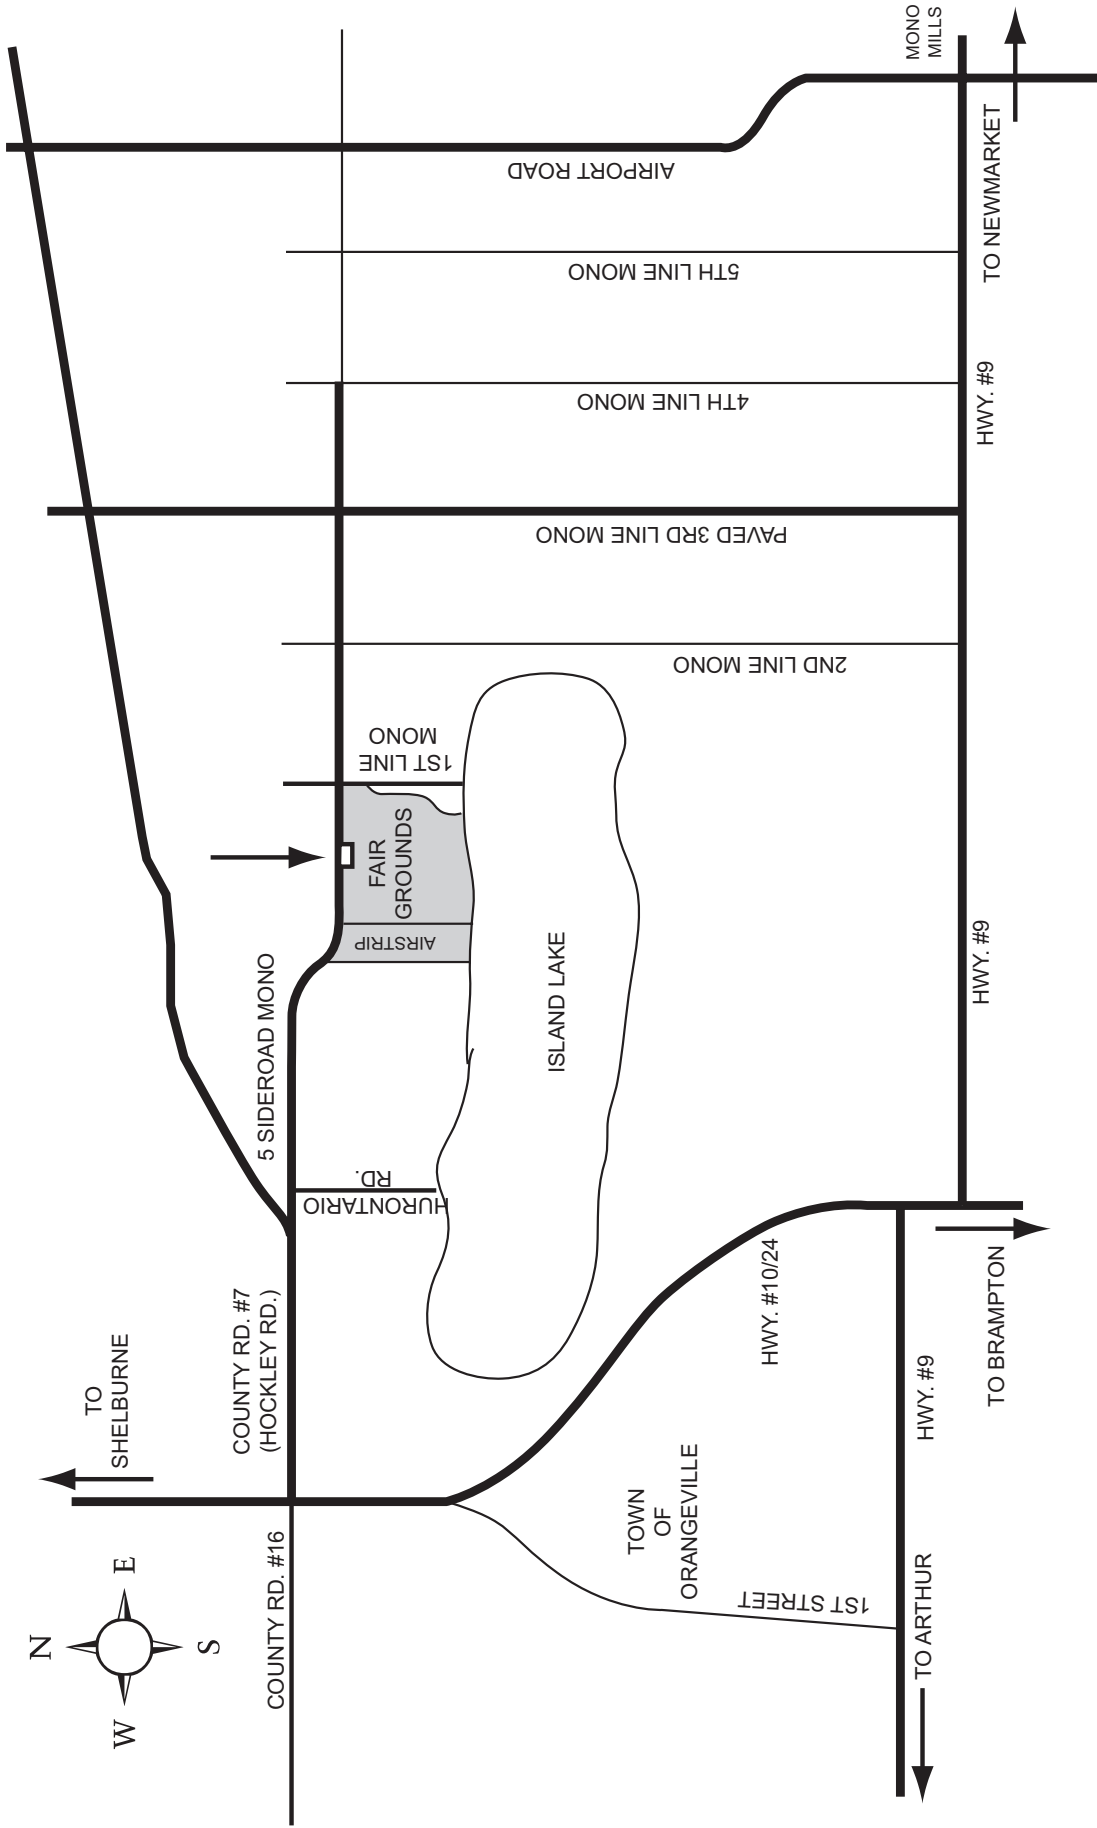 N
W
E
S
TO
SHELBURNE
COUNTY RD. #16
COUNTY RD. #7
(HOCKLEY RD.)
5 SIDEROAD MONO
HURONTARIO
RD.
AIRSTRIP
FAIR
GROUNDS
1ST LINE
MONO
ISLAND LAKE
2ND LINE MONO
PAVED 3RD LINE MONO
4TH LINE MONO
5TH LINE MONO
AIRPORT ROAD
MONO
MILLS
TOWN
OF
ORANGEVILLE
1ST STREET
HWY. #10/24
TO ARTHUR
HWY. #9
TO BRAMPTON
HWY. #9
HWY. #9
TO NEWMARKET